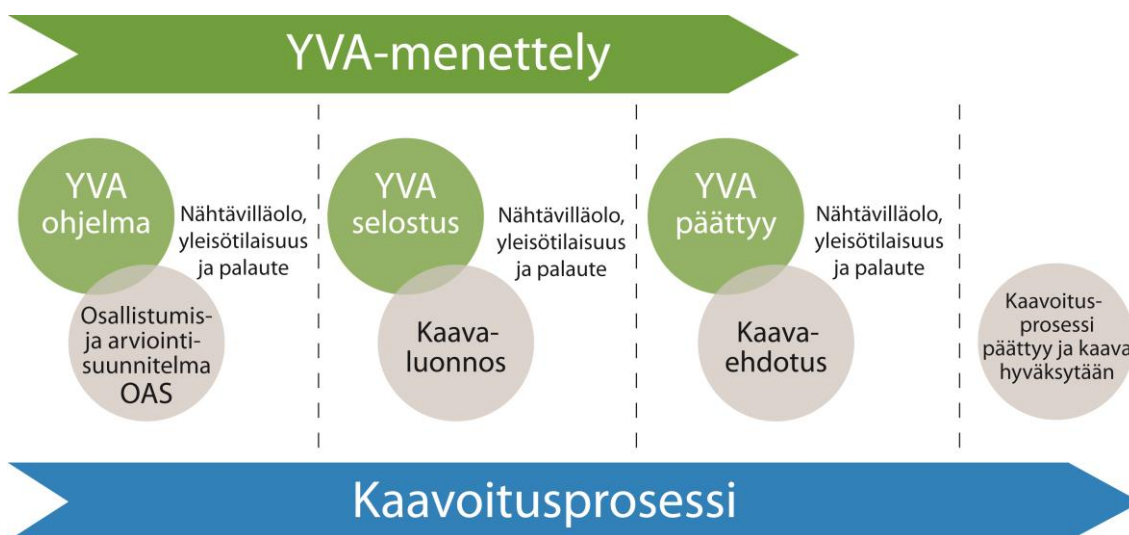 YVA-menettely
YVA
ohjelma
Nähtävilläolo,
yleisötilaisuus
ja palaute
Osallistumis-
ja arviointi-
suunnitelma
OAS
YVA
selostus
Nähtävilläolo,
yleisötilaisuus
ja palaute
Kaava-
luonnos
YVA
päättyy
Nähtävilläolo,
yleisötilaisuus
ja palaute
Kaava-
ehdotus
Kaavoitus-
prosessi
päättyy ja kaava
hyväksytään
Kaavoitusprosessi